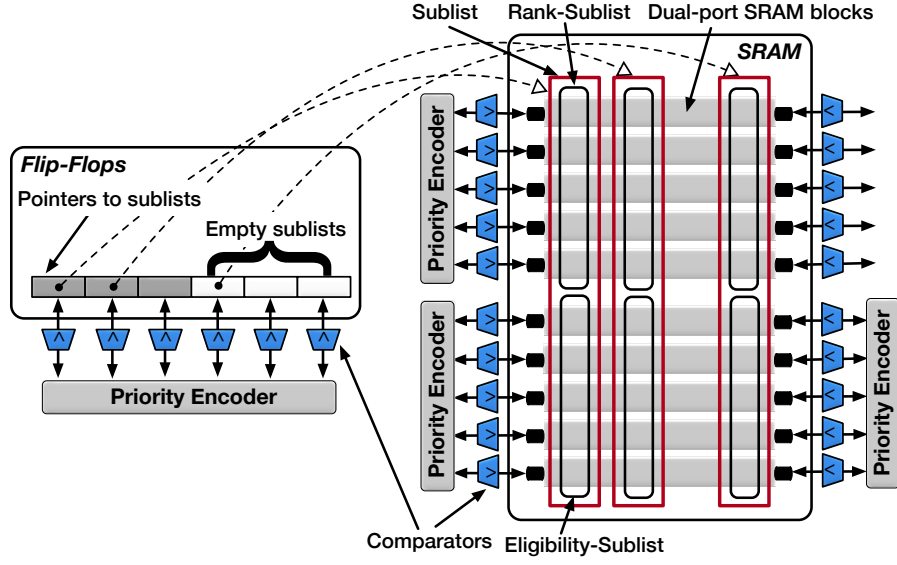 Sublist
Rank-Sublist
Dual-port SRAM blocks
SRAM
Flip-Flops
Pointers to sublists
Empty sublists
^ ^ ^ ^ ^ ^
Priority Encoder
Priority Encoder
> > > > >
< < < < <
Priority Encoder
> > > > >
< < < < <
Priority Encoder
Comparators
Eligibility-Sublist